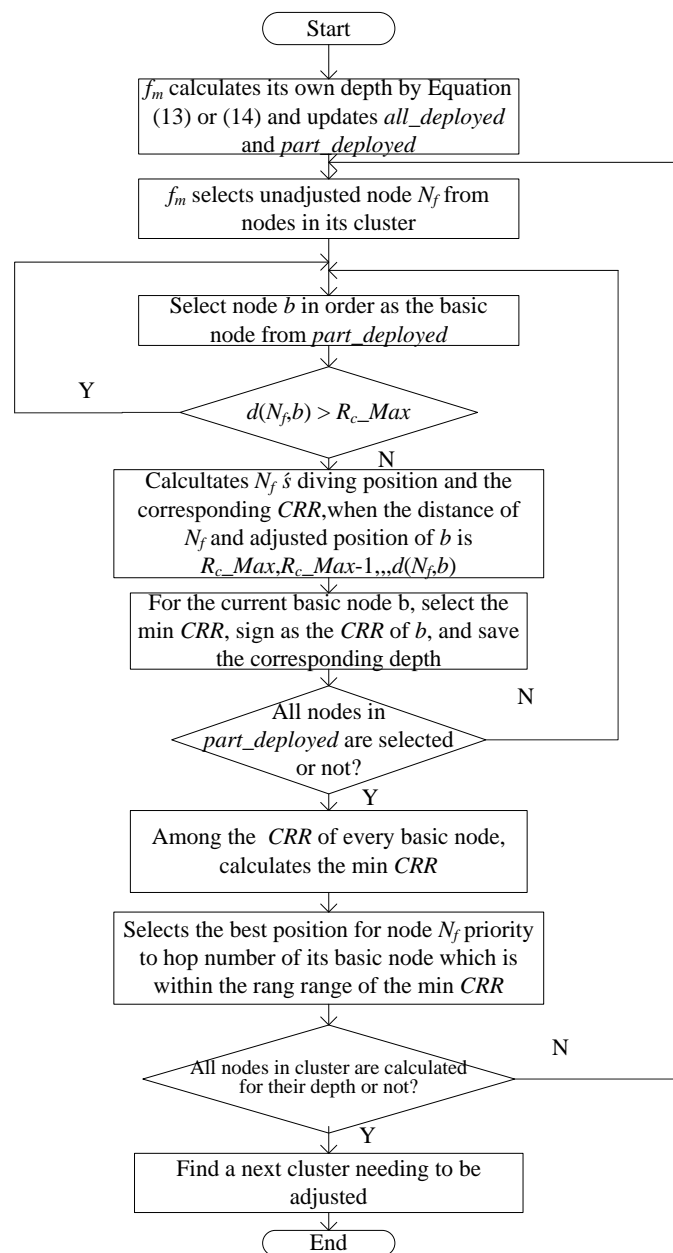 Start
f_m calculates its own depth by Equation
(13) or (14) and updates all_deployed
and part_deployed
f_m selects unadjusted node N_f from
nodes in its cluster
Select node b in order as the basic
node from part_deployed
Y
d(N_f,b) > R_c_Max
N
Calcultates N_f ś diving position and the
corresponding CRR,when the distance of
N_f and adjusted position of b is
R_c_Max,R_c_Max-1,,,d(N_f,b)
For the current basic node b, select the
min CRR, sign as the CRR of b, and save
the corresponding depth
N
All nodes in
part_deployed are selected
or not?
Y
Among the CRR of every basic node,
calculates the min CRR
Selects the best position for node N_f priority
to hop number of its basic node which is
within the rang range of the min CRR
N
All nodes in cluster are calculated
for their depth or not?
Y
Find a next cluster needing to be
adjusted
End